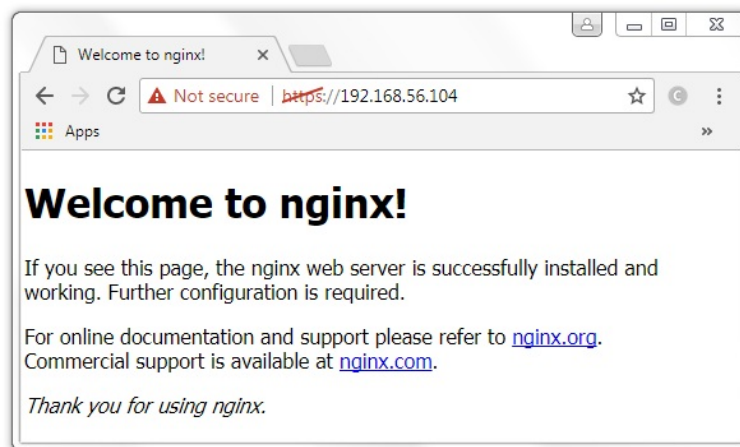 Welcome to nginx!
Not secure | https://192.168.56.104
Apps
Welcome to nginx!
If you see this page, the nginx web server is successfully installed and
working. Further configuration is required.
For online documentation and support please refer to nginx.org.
Commercial support is available at nginx.com.
Thank you for using nginx.